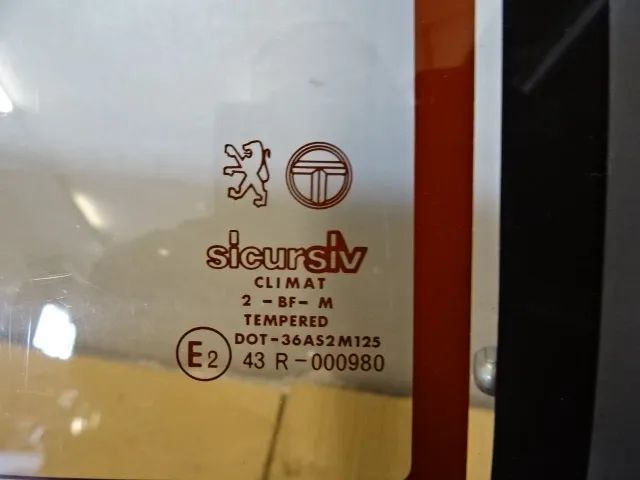 sicursiv
CLIMAT
2 - BF - M
TEMPERED
DOT-36AS2M125
E2 43 R-000980